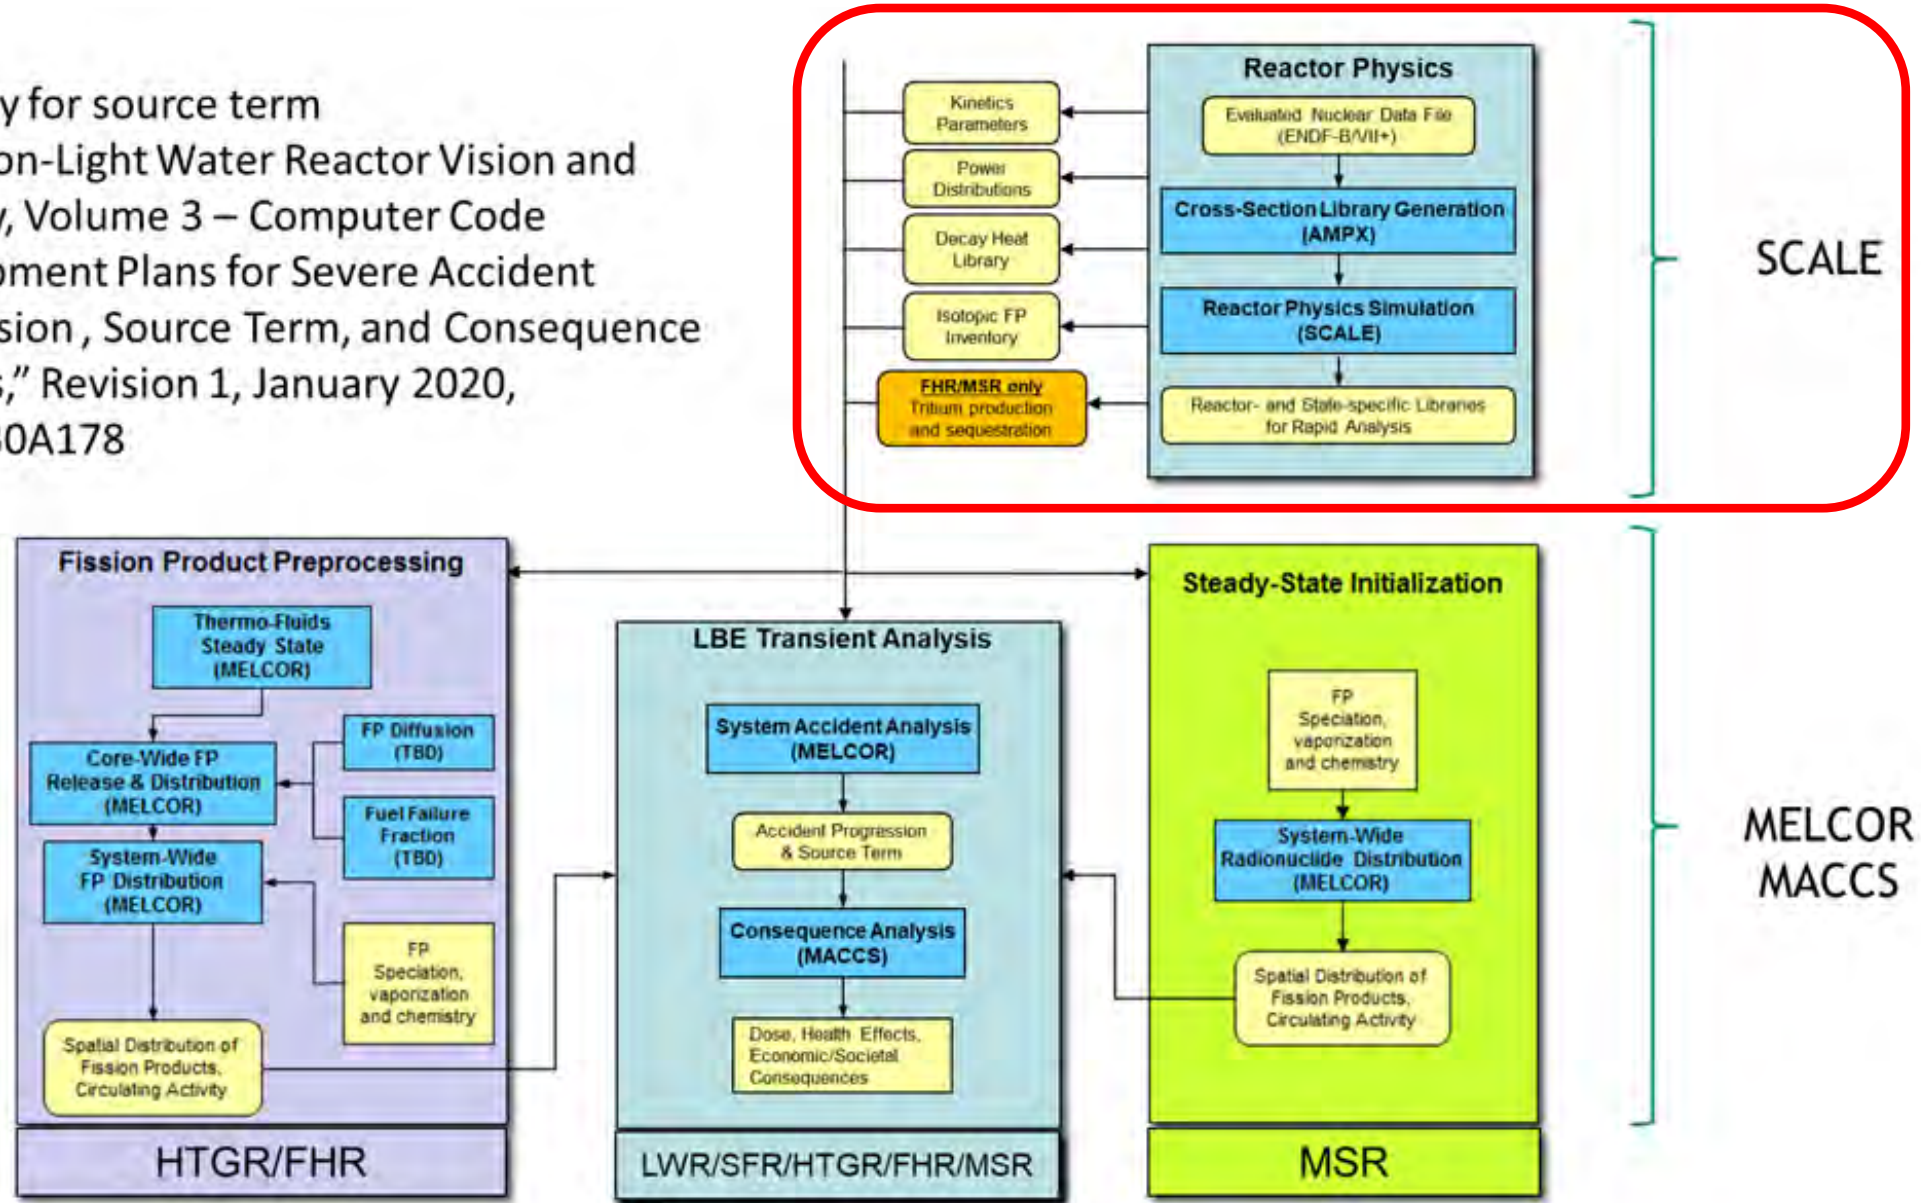 y for source term
on-Light Water Reactor Vision and
y, Volume 3 – Computer Code
pment Plans for Severe Accident
sion , Source Term, and Consequence
s,” Revision 1, January 2020,
30A178
Kinetics
Parameters
Power
Distributions
Decay Heat
Library
Isotopic FP
Inventory
FHR/MSR only
Tritium production
and sequestration
Reactor Physics
Evaluated Nuclear Data File
(ENDF-B/VII+)
Cross-Section Library Generation
(AMPX)
Reactor Physics Simulation
(SCALE)
Reactor- and State-specific Libraries
for Rapid Analysis
SCALE
Fission Product Preprocessing
Thermo-Fluids
Steady State
(MELCOR)
Core-Wide FP
Release & Distribution
(MELCOR)
FP Diffusion
(TBD)
Fuel Failure
Fraction
(TBD)
System-Wide
FP Distribution
(MELCOR)
FP
Speciation,
vaporization
and chemistry
Spatial Distribution of
Fission Products,
Circulating Activity
HTGR/FHR
LBE Transient Analysis
System Accident Analysis
(MELCOR)
Accident Progression
& Source Term
Consequence Analysis
(MACCS)
Dose, Health Effects,
Economic/Societal
Consequences
LWR/SFR/HTGR/FHR/MSR
Steady-State Initialization
FP
Speciation,
vaporization
and chemistry
System-Wide
Radionuclide Distribution
(MELCOR)
Spatial Distribution of
Fission Products,
Circulating Activity
MSR
MELCOR
MACCS